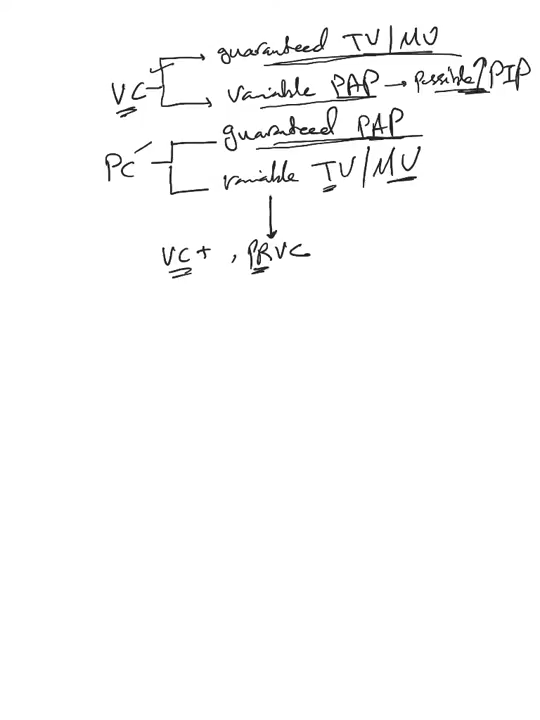 guaranteed TV/MV
VC variable PAP → possible ↑ PIP
guaranteed PAP
PC
variable TV/MV
VC+, PRVC